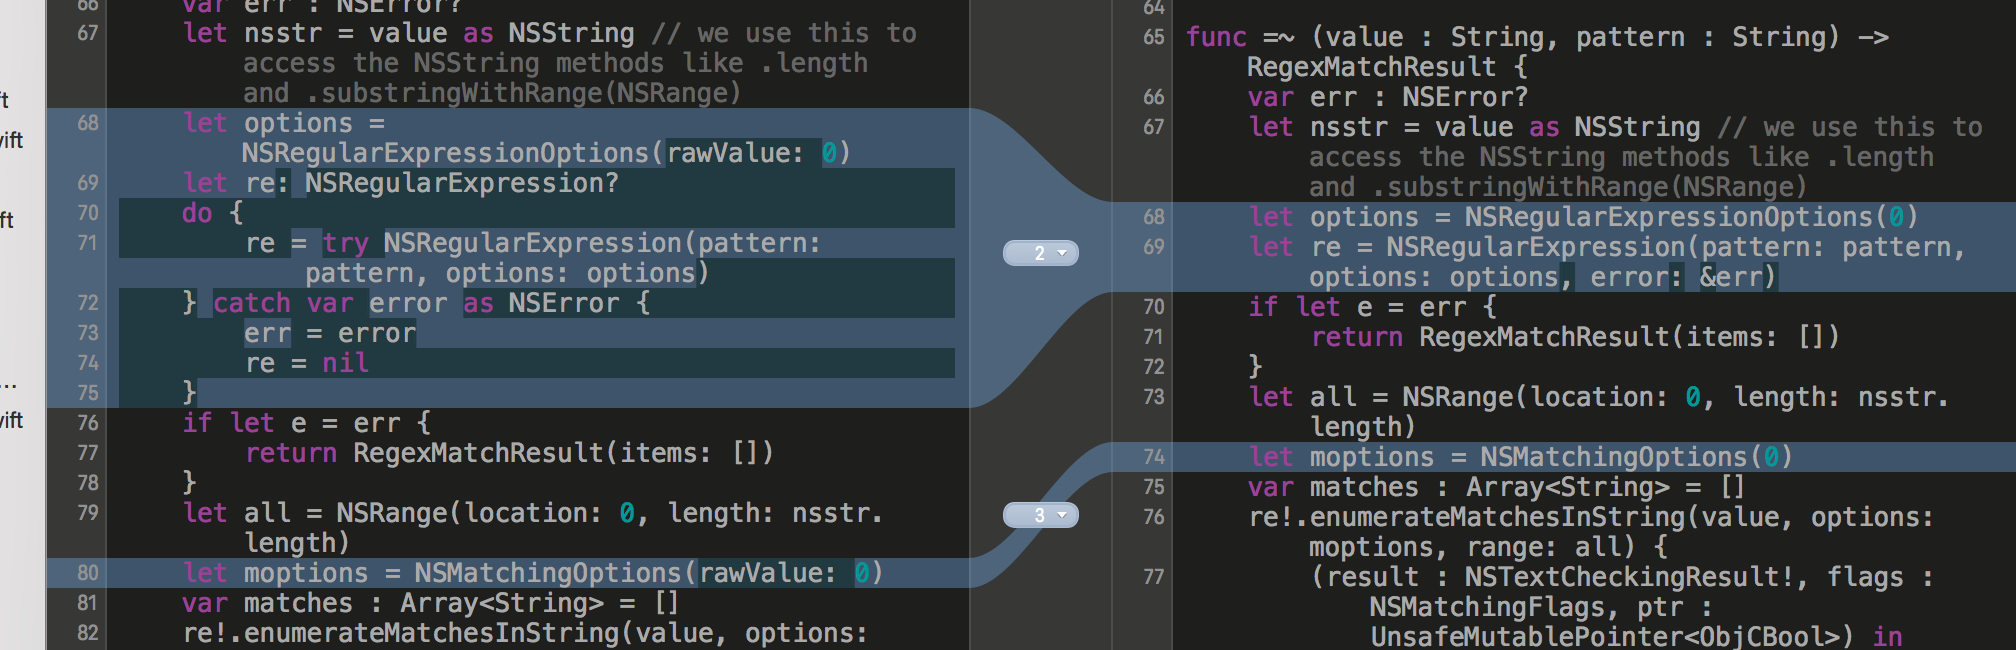 ft
vift
ft
...
vift
66 var err : NSError?
67 let nsstr = value as NSString // we use this to
access the NSString methods like .length
and .substringWithRange(NSRange)
68 let options =
NSRegularExpressionOptions(rawValue: 0)
69 let re: NSRegularExpression?
70 do {
71 re = try NSRegularExpression(pattern:
pattern, options: options)
72 } catch var error as NSError {
73 err = error
74 re = nil
75 }
76 if let e = err {
77 return RegexMatchResult(items: [])
78 }
79 let all = NSRange(location: 0, length: nsstr.
length)
80 let moptions = NSMatchingOptions(rawValue: 0)
81 var matches : Array<String> = []
82 re!.enumerateMatchesInString(value, options:
2
3
64
65 func =~ (value : String, pattern : String) ->
RegexMatchResult {
66 var err : NSError?
67 let nsstr = value as NSString // we use this to
access the NSString methods like .length
and .substringWithRange(NSRange)
68 let options = NSRegularExpressionOptions(0)
69 let re = NSRegularExpression(pattern: pattern,
options: options, error: &err)
70 if let e = err {
71 return RegexMatchResult(items: [])
72 }
73 let all = NSRange(location: 0, length: nsstr.
length)
74 let moptions = NSMatchingOptions(0)
75 var matches : Array<String> = []
76 re!.enumerateMatchesInString(value, options:
moptions, range: all) {
77 (result : NSTextCheckingResult!, flags :
NSMatchingFlags, ptr :
UnsafeMutablePointer<ObjCBool>) in